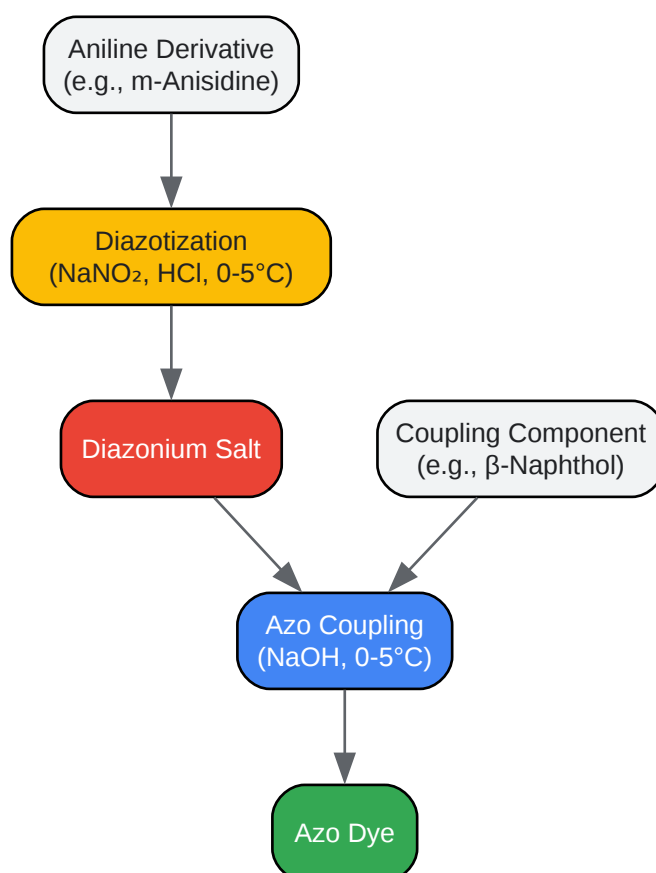 Aniline Derivative
(e.g., m-Anisidine)
Diazotization
(NaNO₂, HCl, 0-5°C)
Diazonium Salt
Coupling Component
(e.g., β-Naphthol)
Azo Coupling
(NaOH, 0-5°C)
Azo Dye